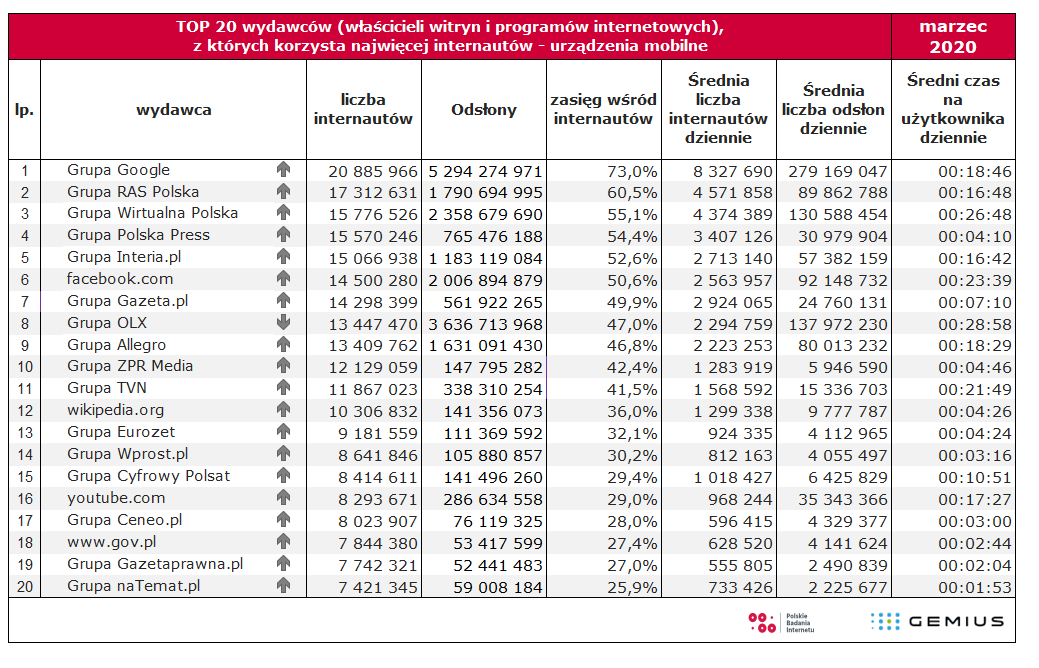 TOP 20 wydawców (właścicieli witryn i programów internetowych),
z których korzysta najwięcej internautów - urządzenia mobilne
marzec
2020
lp.
wydawca
liczba
internautów
Odsłony
zasięg wśród
internautów
Średnia
liczba
internautów
dziennie
Średnia
liczba odsłon
dziennie
Średni czas
na
użytkownika
dziennie
1 Grupa Google 20 885 966 5 294 274 971 73,0% 8 327 690 279 169 047 00:18:46
2 Grupa RAS Polska 17 312 631 1 790 694 995 60,5% 4 571 858 89 862 788 00:16:48
3 Grupa Wirtualna Polska 15 776 526 2 358 679 690 55,1% 4 374 389 130 588 454 00:26:48
4 Grupa Polska Press 15 570 246 765 476 188 54,4% 3 407 126 30 979 904 00:04:10
5 Grupa Interia.pl 15 066 938 1 183 119 084 52,6% 2 713 140 57 382 159 00:16:42
6 facebook.com 14 500 280 2 006 894 879 50,6% 2 563 957 92 148 732 00:23:39
7 Grupa Gazeta.pl 14 298 399 561 922 265 49,9% 2 924 065 24 760 131 00:07:10
8 Grupa OLX 13 447 470 3 636 713 968 47,0% 2 294 759 137 972 230 00:28:58
9 Grupa Allegro 13 409 762 1 631 091 430 46,8% 2 223 253 80 013 232 00:18:29
10 Grupa ZPR Media 12 129 059 147 795 282 42,4% 1 283 919 5 946 590 00:04:46
11 Grupa TVN 11 867 023 338 310 254 41,5% 1 568 592 15 336 703 00:21:49
12 wikipedia.org 10 306 832 141 356 073 36,0% 1 299 338 9 777 787 00:04:26
13 Grupa Eurozet 9 181 559 111 369 592 32,1% 924 335 4 112 965 00:04:24
14 Grupa Wprost.pl 8 641 846 105 880 857 30,2% 812 163 4 055 497 00:03:16
15 Grupa Cyfrowy Polsat 8 414 611 141 496 260 29,4% 1 018 427 6 425 829 00:10:51
16 youtube.com 8 293 671 286 634 558 29,0% 968 244 35 343 366 00:17:27
17 Grupa Ceneo.pl 8 023 907 76 119 325 28,0% 596 415 4 329 377 00:03:00
18 www.gov.pl 7 844 380 53 417 599 27,4% 628 520 4 141 624 00:02:44
19 Grupa Gazetaprawna.pl 7 742 321 52 441 483 27,0% 555 805 2 490 839 00:02:04
20 Grupa naTemat.pl 7 421 345 59 008 184 25,9% 733 426 2 225 677 00:01:53
Polskie
Badania
Internetu
GEMIUS